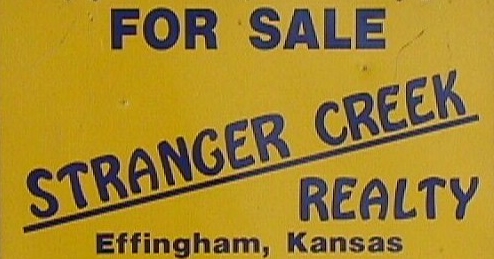 FOR SALE
STRANGER CREEK
REALTY
Effingham, Kansas